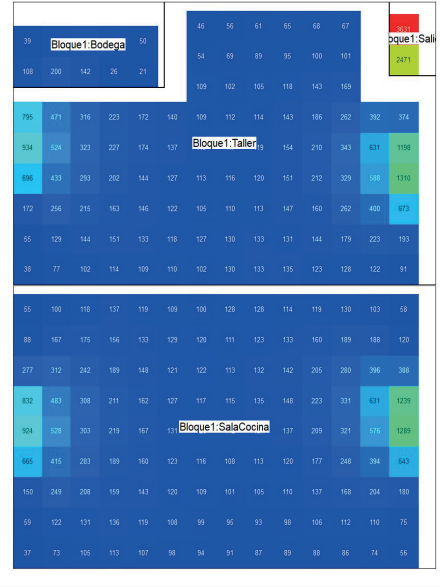 46 56 61 65 68 67 3631
39 Bloque1:Bodega 50 oque1:Sali
54 69 89 95 100 101 2471
108 200 142 26 21
109 102 105 118 143 169
795 471 316 223 172 140 109 112 114 143 186 262 392 374
934 524 323 227 174 137 Bloque1:Taller 19 154 210 343 631 1198
696 433 293 202 144 127 113 116 120 151 212 329 580 1310
172 256 215 163 146 122 105 110 113 147 160 262 400 673
55 129 144 151 133 118 127 130 133 131 144 179 223 193
38 77 102 114 109 110 102 130 133 135 123 128 122 91
55 100 118 137 119 109 100 128 128 114 119 130 103 58
88 167 175 156 133 129 120 111 123 133 160 189 188 120
277 312 242 189 148 121 122 113 132 142 205 280 396 388
832 483 308 211 162 127 117 115 135 148 223 331 631 1239
924 528 303 219 167 131 Bloque1:SalaCocina 137 209 321 576 1289
665 415 283 189 160 123 116 108 113 120 177 248 394 643
150 249 208 159 143 120 109 101 105 110 137 168 204 180
59 122 131 136 119 108 99 95 93 98 106 112 110 75
37 73 105 113 107 98 94 91 87 89 88 86 74 56